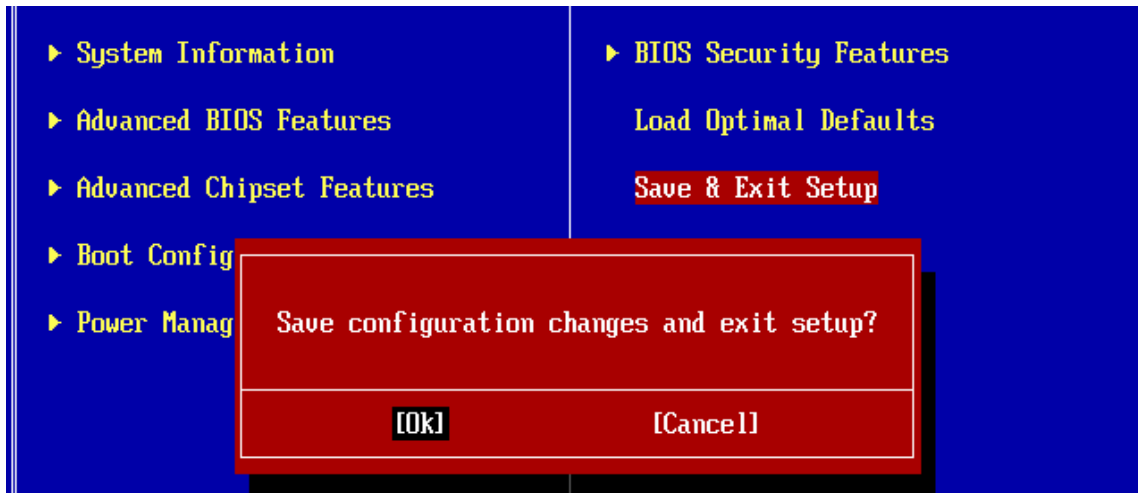 System Information
Advanced BIOS Features
Advanced Chipset Features
Boot Config
Power Manag
BIOS Security Features
Load Optimal Defaults
Save & Exit Setup
Save configuration changes and exit setup?
[Ok] [Cancel]